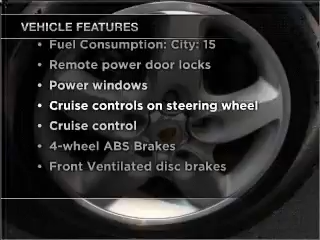 VEHICLE FEATURES
• Fuel Consumption: City: 15
• Remote power door locks
• Power windows
• Cruise controls on steering wheel
• Cruise control
• 4-wheel ABS Brakes
• Front Ventilated disc brakes